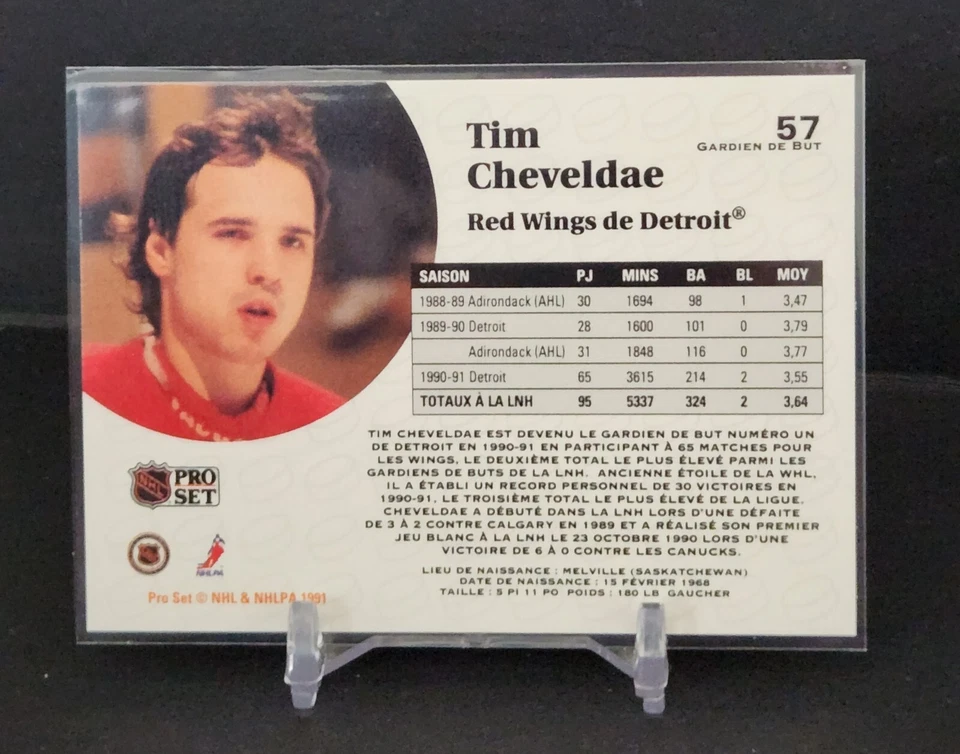 Tim
Cheveldae
57
GARDIEN DE BUT
Red Wings de Detroit®
SAISON PJ MINS BA BL MOY
1988-89 Adirondack (AHL) 30 1694 98 1 3,47
1989-90 Detroit 28 1600 101 0 3,79
Adirondack (AHL) 31 1848 116 0 3,77
1990-91 Detroit 65 3615 214 2 3,55
TOTAUX À LA LNH 95 5337 324 2 3,64
TIM CHEVELDAE EST DEVENU LE GARDIEN DE BUT NUMÉRO UN
DE DETROIT EN 1990-91 EN PARTICIPANT À 65 MATCHES POUR
LES WINGS, LE DEUXIÈME TOTAL LE PLUS ÉLEVÉ PARMI LES
GARDIENS DE BUTS DE LA LNH. ANCIENNE ÉTOILE DE LA WHL,
IL A ÉTABLI UN RECORD PERSONNEL DE 30 VICTOIRES EN
1990-91, LE TROISIÈME TOTAL LE PLUS ÉLEVÉ DE LA LIGUE.
CHEVELDAE A DÉBUTÉ DANS LA LNH LORS D'UNE DÉFAITE
DE 3 À 2 CONTRE CALGARY EN 1989 ET A RÉALISÉ SON PREMIER
JEU BLANC À LA LNH LE 23 OCTOBRE 1990 LORS D'UNE
VICTOIRE DE 6 À 0 CONTRE LES CANUCKS.
LIEU DE NAISSANCE : MELVILLE (SASKATCHEWAN)
DATE DE NAISSANCE : 15 FÉVRIER 1968
TAILLE : 5 PI 11 PO POIDS : 180 LB GAUCHER
NHL PRO
SET
NHLPA
Pro Set © NHL & NHLPA 1991